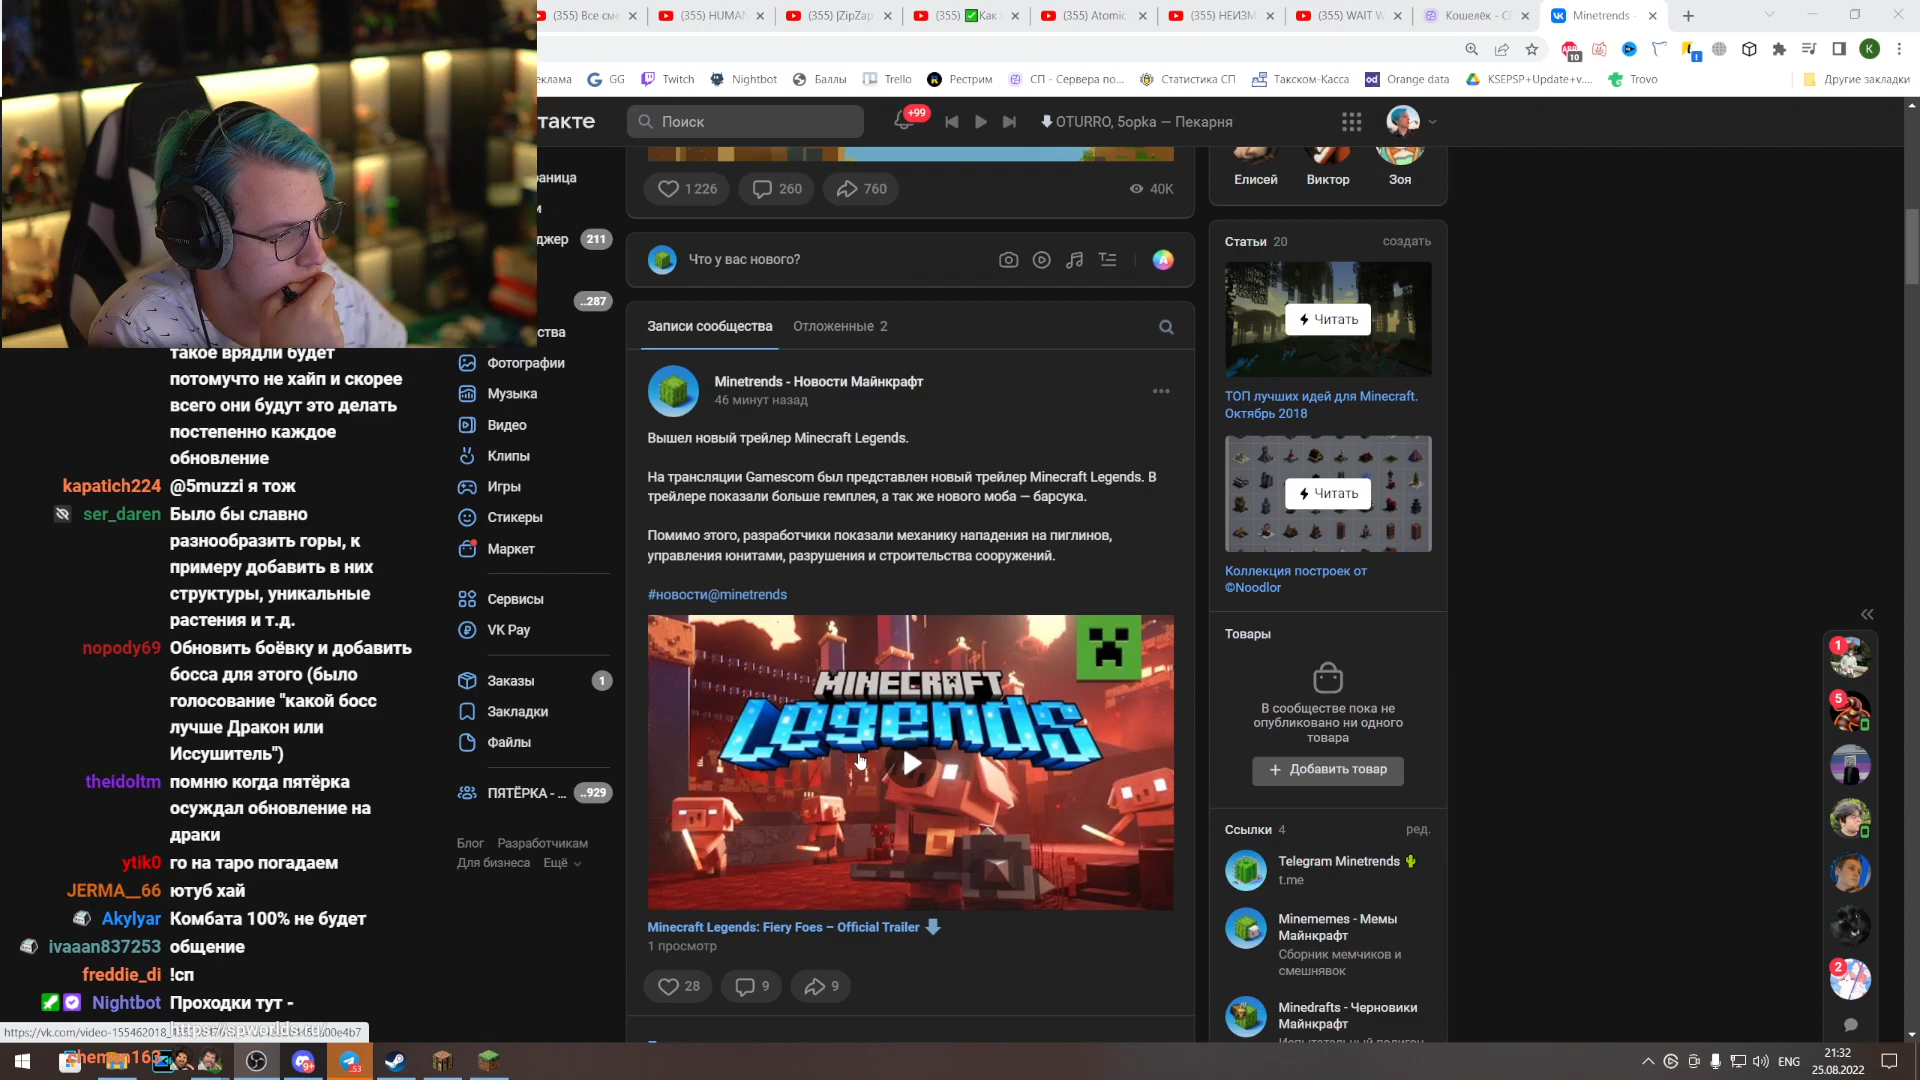 (355) Все см
(355) HUMAN
(355) |ZipZap
(355) ✅Как
(355) Atomic
(355) НЕИЗМ
(355) WAIT W
Кошелёк - С
Minetrends -
10
K
GG
Twitch
Nightbot
Баллы
Trello
Рестрим
СП - Сервера по...
Статистика СП
Такском-Касса
Orange data
KSEPSP+Update+v....
Trovo
Другие закладки
Поиск
+99
OTURRO, 5opka — Пекарня
1 226
260
760
40K
Елисей
Виктор
Зоя
211
..287
Фотографии
Музыка
Видео
Клипы
Игры
Стикеры
Маркет
Сервисы
VK Pay
Заказы
1
Закладки
Файлы
ПЯТЁРКА - ...
..929
Блог
Разработчикам
Для бизнеса
Ещё
Что у вас нового?
Записи сообщества
Отложенные 2
Minetrends - Новости Майнкрафт
46 минут назад
Вышел новый трейлер Minecraft Legends.
На трансляции Gamescom был представлен новый трейлер Minecraft Legends. В
трейлере показали больше гемплея, а так же нового моба — барсука.
Помимо этого, разработчики показали механику нападения на пиглинов,
управления юнитами, разрушения и строительства сооружений.
#новости@minetrends
MINECRAFT
Legends
Minecraft Legends: Fiery Foes – Official Trailer
1 просмотр
28
9
9
Статьи 20
создать
Читать
ТОП лучших идей для Minecraft.
Октябрь 2018
Читать
Коллекция построек от
©Noodlor
Товары
В сообществе пока не
опубликовано ни одного
товара
Добавить товар
Ссылки 4
ред.
Telegram Minetrends
t.me
Minememes - Мемы
Майнкрафт
Сборник мемчиков и
смешнявок
Minedrafts - Черновики
Майнкрафт
1
5
2
такое врядли будет
потомучто не хайп и скорее
всего они будут это делать
постепенно каждое
обновление
kapatich224 @5muzzi я тож
ser_daren Было бы славно
разнообразить горы, к
примеру добавить в них
структуры, уникальные
растения и т.д.
nopody69 Обновить боёвку и добавить
босса для этого (было
голосование "какой босс
лучше Дракон или
Иссушитель")
theidoltm помню когда пятёрка
осуждал обновление на
драки
ytik0 го на таро погадаем
JERMA__66 ютуб хай
Akylyar Комбата 100% не будет
ivaaan837253 общение
freddie_di !сп
Nightbot Проходки тут -
https://spworlds.ru/
53
ENG
21:32
25.08.2022